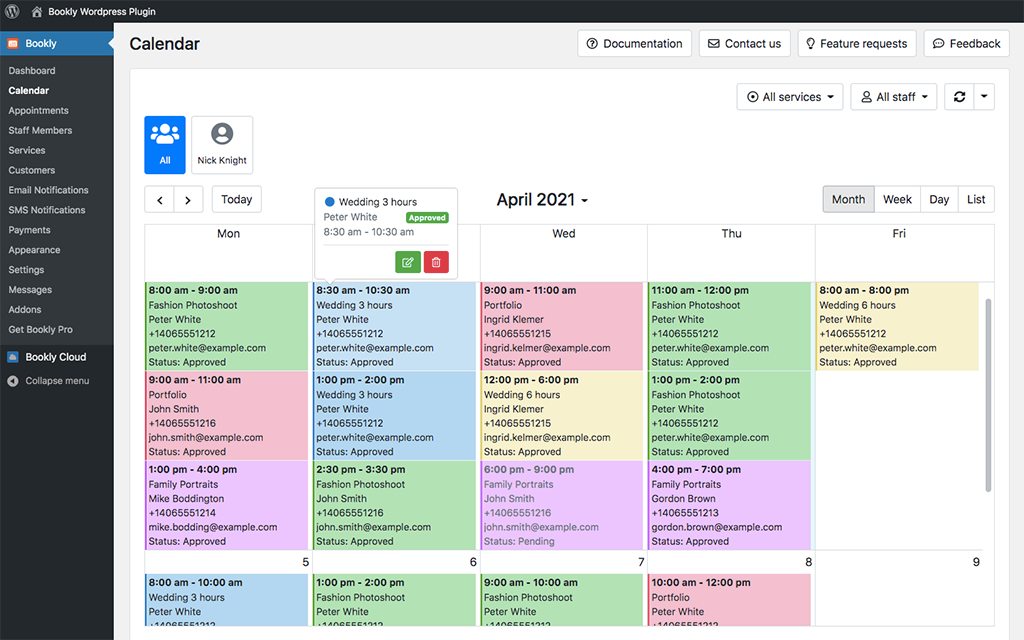 Bookly Wordpress Plugin
Bookly
Dashboard
Calendar
Appointments
Staff Members
Services
Customers
Email Notifications
SMS Notifications
Payments
Appearance
Settings
Messages
Addons
Get Bookly Pro
Bookly Cloud
Collapse menu
Calendar
Documentation
Contact us
Feature requests
Feedback
All services
All staff
All
Nick Knight
Today
April 2021
Month
Week
Day
List
Wedding 3 hours
Peter White
Approved
8:30 am - 10:30 am
Mon
Wed
Thu
Fri
8:00 am - 9:00 am
Fashion Photoshoot
Peter White
+14065551212
peter.white@example.com
Status: Approved
9:00 am - 11:00 am
Portfolio
John Smith
+14065551216
john.smith@example.com
Status: Approved
1:00 pm - 4:00 pm
Family Portraits
Mike Boddington
+14065551214
mike.bodding@example.com
Status: Approved
8:30 am - 10:30 am
Wedding 3 hours
Peter White
+14065551212
peter.white@example.com
Status: Approved
1:00 pm - 2:00 pm
Wedding 3 hours
Peter White
+14065551212
peter.white@example.com
Status: Approved
2:30 pm - 3:30 pm
Fashion Photoshoot
John Smith
+14065551216
john.smith@example.com
Status: Approved
9:00 am - 11:00 am
Portfolio
Ingrid Klemer
+14065551215
ingrid.kelmer@example.com
Status: Approved
12:00 pm - 6:00 pm
Wedding 6 hours
Ingrid Klemer
+14065551215
ingrid.kelmer@example.com
Status: Approved
6:00 pm - 9:00 pm
Family Portraits
John Smith
+14065551216
john.smith@example.com
Status: Pending
11:00 am - 12:00 pm
Fashion Photoshoot
Peter White
+14065551212
peter.white@example.com
Status: Approved
1:00 pm - 2:00 pm
Fashion Photoshoot
Peter White
+14065551212
peter.white@example.com
Status: Approved
4:00 pm - 7:00 pm
Family Portraits
Gordon Brown
+14065551213
gordon.brown@example.com
Status: Approved
8:00 am - 8:00 pm
Wedding 6 hours
Peter White
+14065551212
peter.white@example.com
Status: Approved
5
6
7
8
9
8:00 am - 10:00 am
Wedding 3 hours
Peter White
1:00 pm - 2:00 pm
Fashion Photoshoot
Peter White
9:00 am - 10:00 am
Fashion Photoshoot
Peter White
10:00 am - 12:00 pm
Portfolio
Peter White